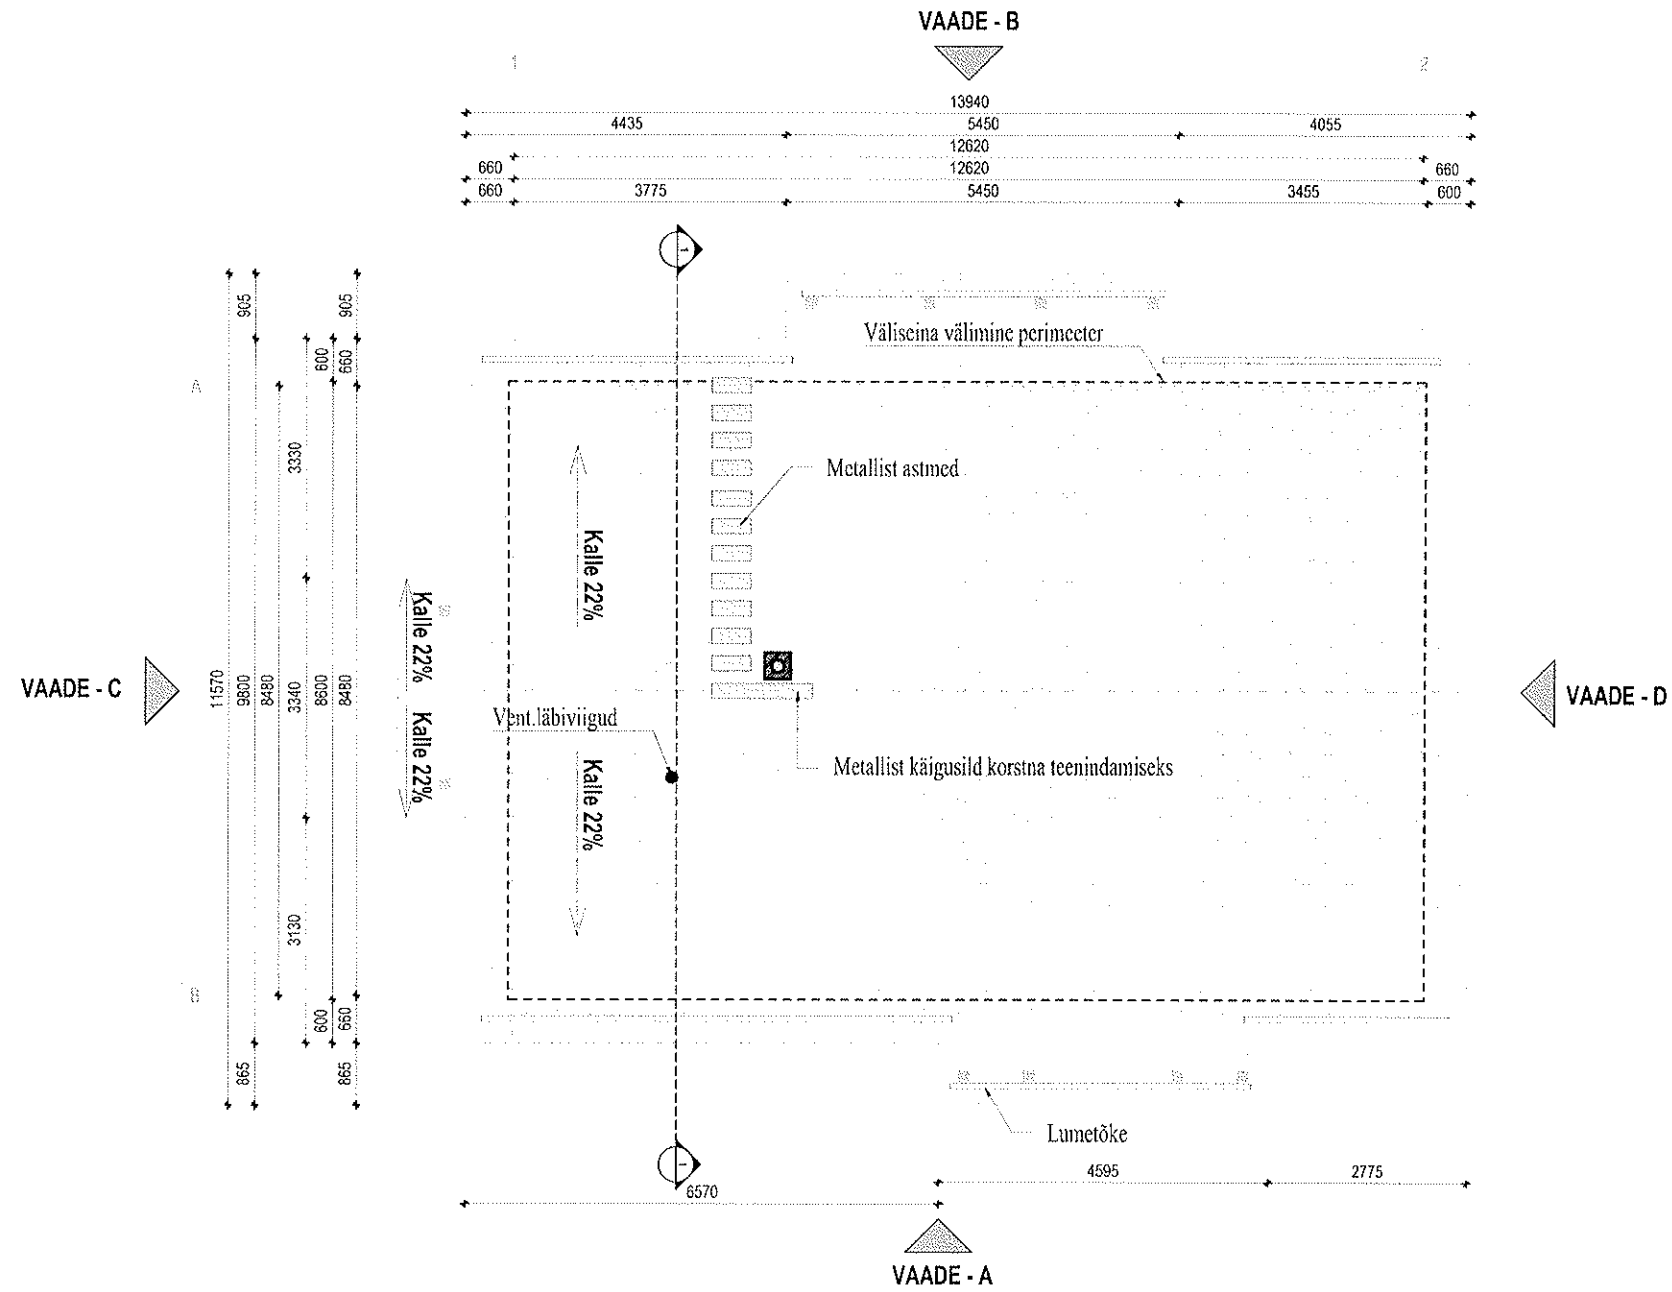 VAADE - B
1
2
13940
4435
5450
4055
12620
660
12620
660
660
3775
5450
3455
600
1
905
905
600
660
Väliseina välimine perimeeter
A
3330
Metallist astmed
Kalle 22%
Kalle 22%
VAADE - C
11570
9800
8480
3340
8600
8480
VAADE - D
Kalle 22%
Vent.läbiviigud
Kalle 22%
Metallist käigusild korstna teenindamiseks
3130
B
600
660
865
865
Lumetõke
1
6570
4595
2775
VAADE - A